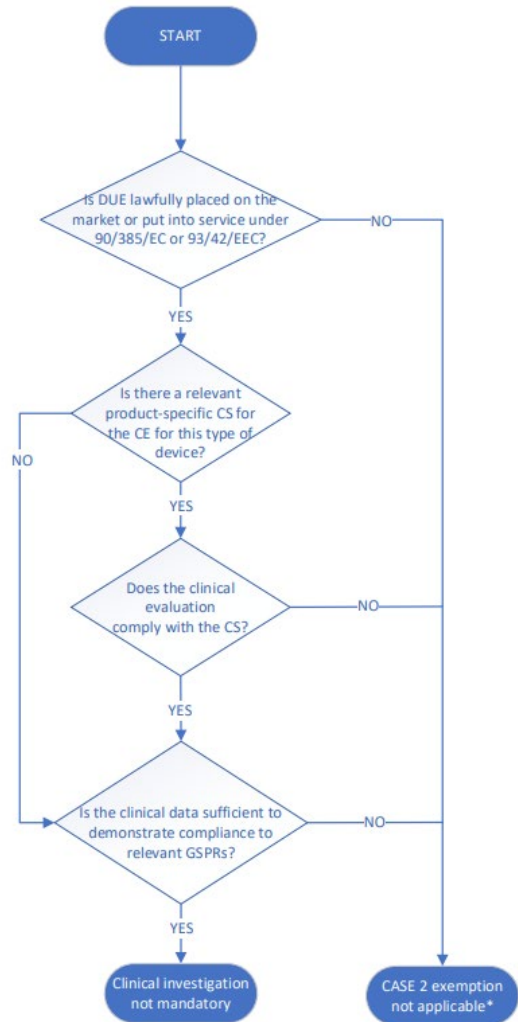 START
Is DUE lawfully placed on the
market or put into service under
90/385/EC or 93/42/EEC?
NO
YES
Is there a relevant
product-specific CS for
the CE for this type of
device?
NO
YES
Does the clinical
evaluation
comply with the CS?
NO
YES
Is the clinical data sufficient to
demonstrate compliance to
relevant GSPRs?
NO
YES
Clinical investigation
not mandatory
CASE 2 exemption
not applicable*